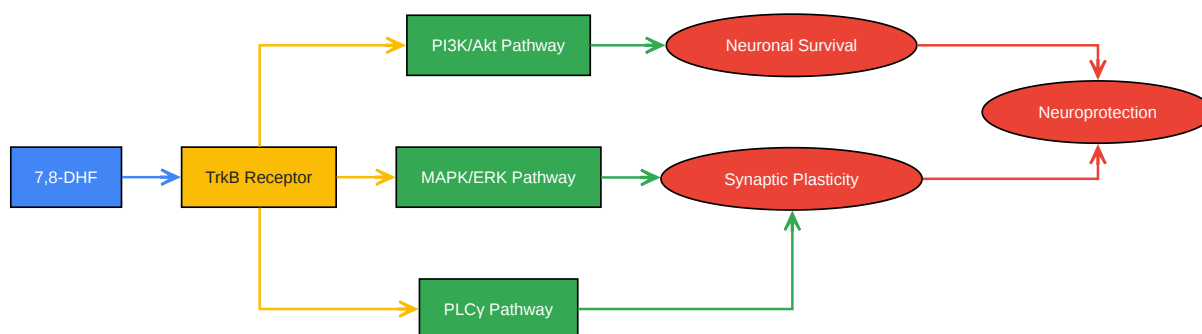 PI3K/Akt Pathway
Neuronal Survival
Neuroprotection
7,8-DHF
TrkB Receptor
MAPK/ERK Pathway
Synaptic Plasticity
PLCγ Pathway